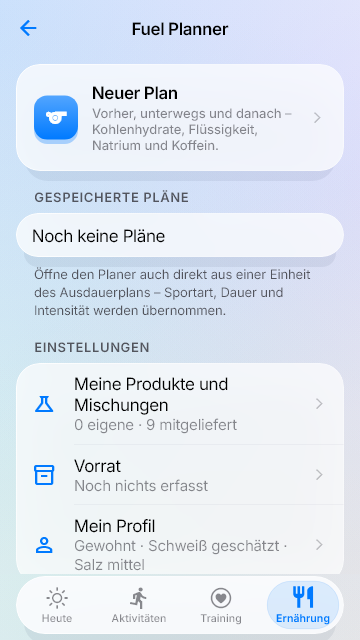 Fuel Planner
Neuer Plan
Vorher, unterwegs und danach –
Kohlenhydrate, Flüssigkeit,
Natrium und Koffein.
GESPEICHERTE PLÄNE
Noch keine Pläne
Öffne den Planer auch direkt aus einer Einheit
des Ausdauerplans – Sportart, Dauer und
Intensität werden übernommen.
EINSTELLUNGEN
Meine Produkte und
Mischungen
0 eigene · 9 mitgeliefert
Vorrat
Noch nichts erfasst
Mein Profil
Gewohnt · Schweiß geschätzt ·
Salz mittel
Heute
Aktivitäten
Training
Ernährung